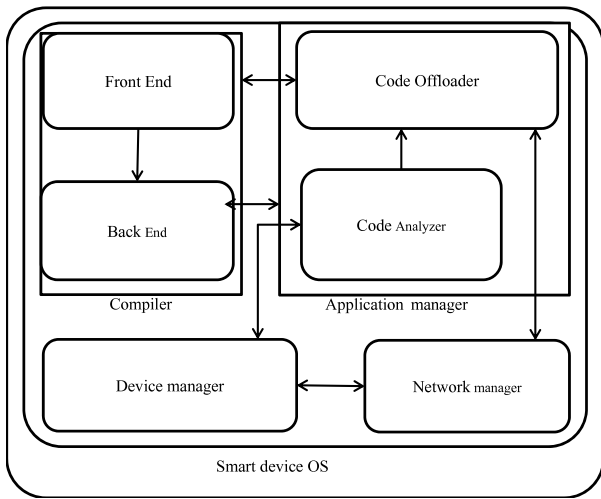 Front End
Code Offloader
Back End
Code Analyzer
Compiler
Application manager
Device manager
Network manager
Smart device OS